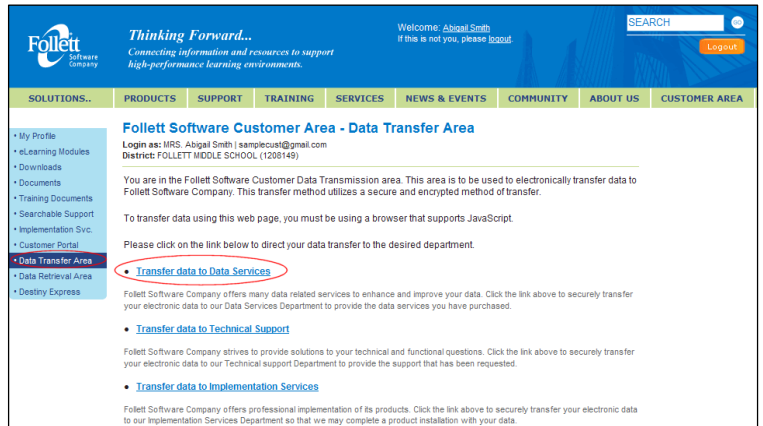 Follett
Software
Company
Thinking Forward...
Connecting information and resources to support
high-performance learning environments.
Welcome: Abigail Smith
If this is not you, please logout.
SEARCH
GO
Logout
SOLUTIONS..
PRODUCTS
SUPPORT
TRAINING
SERVICES
NEWS & EVENTS
COMMUNITY
ABOUT US
CUSTOMER AREA
• My Profile
• eLearning Modules
• Downloads
• Documents
• Training Documents
• Searchable Support
• Implementation Svc.
• Customer Portal
• Data Transfer Area
• Data Retrieval Area
• Destiny Express
Follett Software Customer Area - Data Transfer Area
Login as: MRS. Abigail Smith | samplecust@gmail.com
District: FOLLETT MIDDLE SCHOOL (1208149)
You are in the Follett Software Customer Data Transmission area. This area is to be used to electronically transfer data to
Follett Software Company. This transfer method utilizes a secure and encrypted method of transfer.
To transfer data using this web page, you must be using a browser that supports JavaScript.
Please click on the link below to direct your data transfer to the desired department.
• Transfer data to Data Services
Follett Software Company offers many data related services to enhance and improve your data. Click the link above to securely transfer
your electronic data to our Data Services Department to provide the data services you have purchased.
• Transfer data to Technical Support
Follett Software Company strives to provide solutions to your technical and functional questions. Click the link above to securely transfer
your electronic data to our Technical support Department to provide the support that has been requested.
• Transfer data to Implementation Services
Follett Software Company offers professional implementation of its products. Click the link above to securely transfer your electronic data
to our Implementation Services Department so that we may complete a product installation with your data.